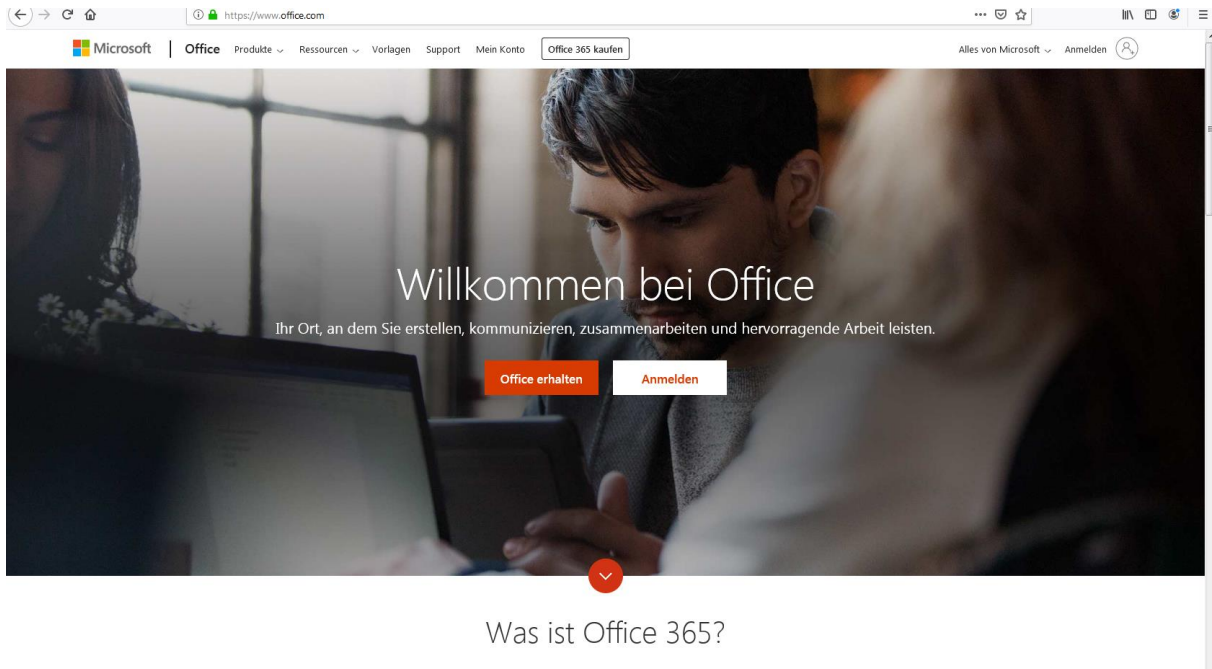 https://www.office.com
Microsoft Office Produkte Ressourcen Vorlagen Support Mein Konto Office 365 kaufen Alles von Microsoft Anmelden
Willkommen bei Office
Ihr Ort, an dem Sie erstellen, kommunizieren, zusammenarbeiten und hervorragende Arbeit leisten.
Office erhalten Anmelden
Was ist Office 365?